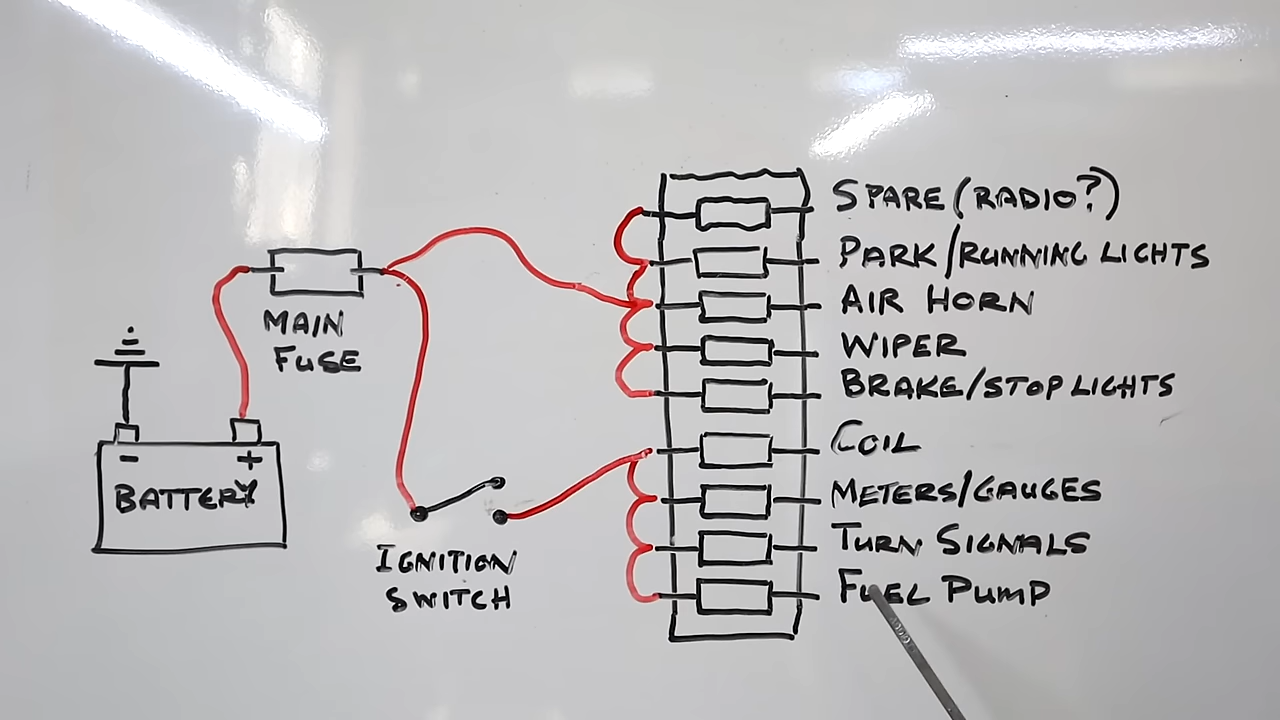 SPARE (RADIO?)
PARK/RUNNING LIGHTS
AIR HORN
WIPER
BRAKE/STOP LIGHTS
COIL
METERS/GAUGES
TURN SIGNALS
FUEL PUMP
MAIN
FUSE
- +
BATTERY
IGNITION
SWITCH